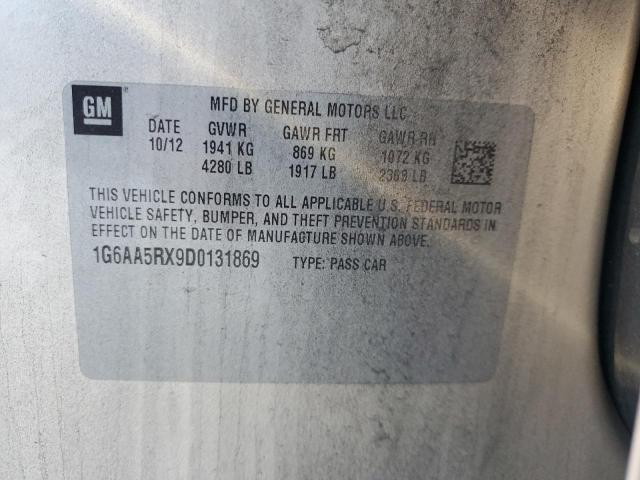 GM
MFD BY GENERAL MOTORS LLC
DATE GVWR GAWR FRT GAWR RR
10/12 1941 KG 869 KG 1072 KG
4280 LB 1917 LB 2363 LB
THIS VEHICLE CONFORMS TO ALL APPLICABLE U.S. FEDERAL MOTOR
VEHICLE SAFETY, BUMPER, AND THEFT PREVENTION STANDARDS IN
EFFECT ON THE DATE OF MANUFACTURE SHOWN ABOVE.
1G6AA5RX9D0131869 TYPE: PASS CAR